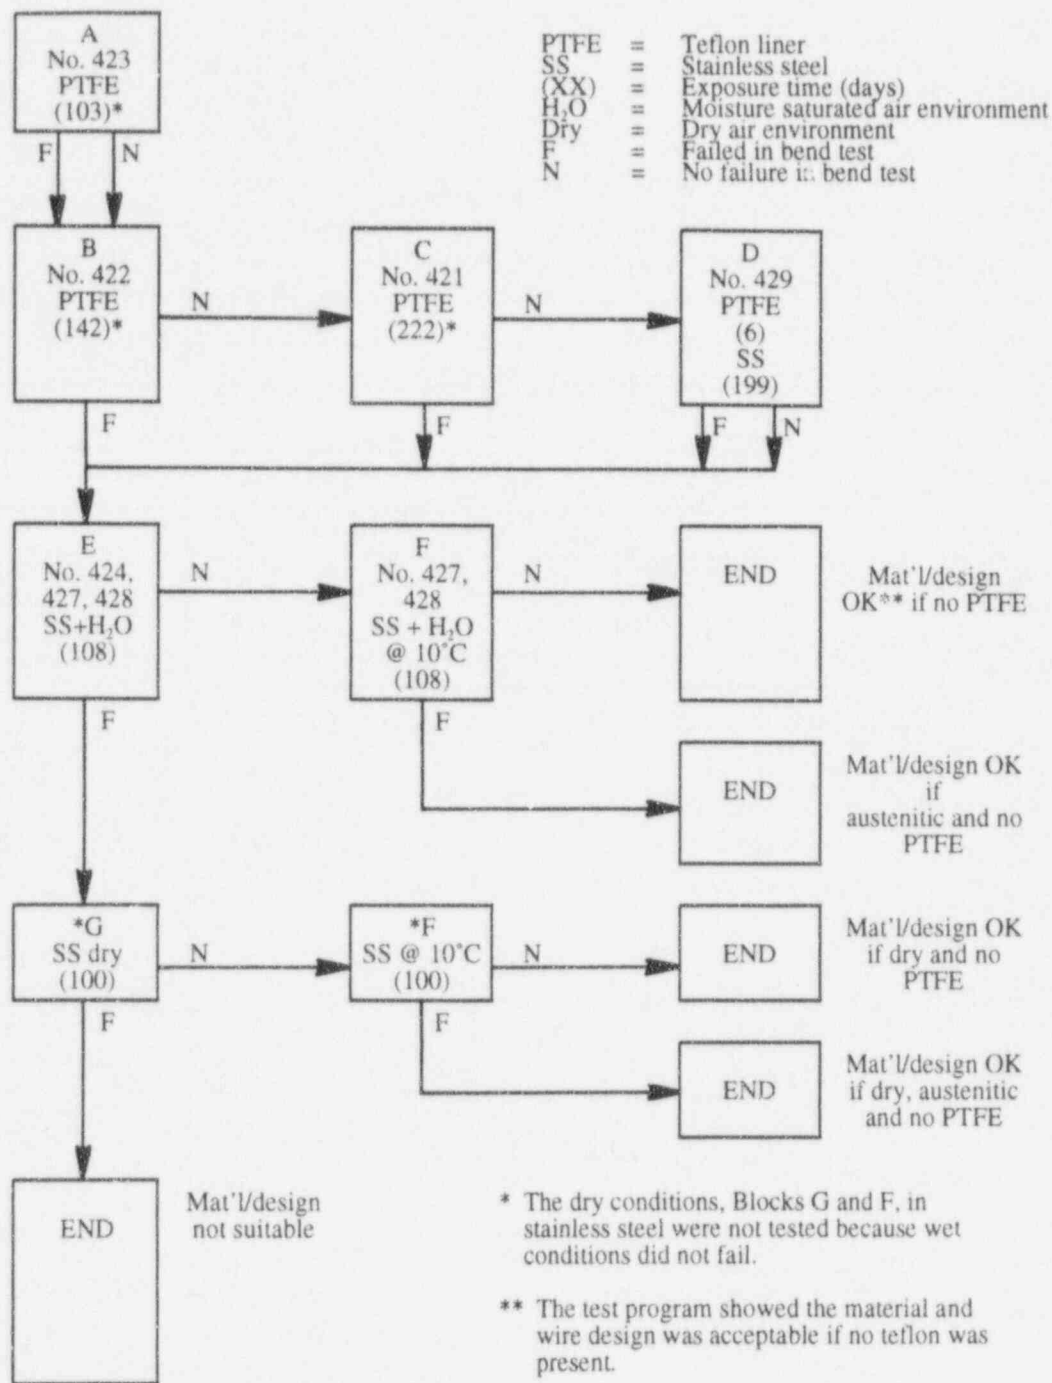 A
No. 423
PTFE
(103)*
PTFE = Teflon liner
SS = Stainless steel
(XX) = Exposure time (days)
H₂O = Moisture saturated air environment
Dry = Dry air environment
F = Failed in bend test
N = No failure in bend test
F N
B
No. 422
PTFE
(142)*
N
C
No. 421
PTFE
(222)*
N
D
No. 429
PTFE
(6)
SS
(199)
F
F
F N
E
No. 424,
427, 428
SS+H₂O
(108)
N
F
No. 427,
428
SS + H₂O
@ 10°C
(108)
N
END
Mat'l/design
OK** if no PTFE
F
F
END
Mat'l/design OK
if
austenitic and no
PTFE
*G
SS dry
(100)
N
*F
SS @ 10°C
(100)
N
END
Mat'l/design OK
if dry and no
PTFE
F
F
END
Mat'l/design OK
if dry, austenitic
and no PTFE
END
Mat'l/design
not suitable
* The dry conditions, Blocks G and F, in
stainless steel were not tested because wet
conditions did not fail.
** The test program showed the material and
wire design was acceptable if no teflon was
present.